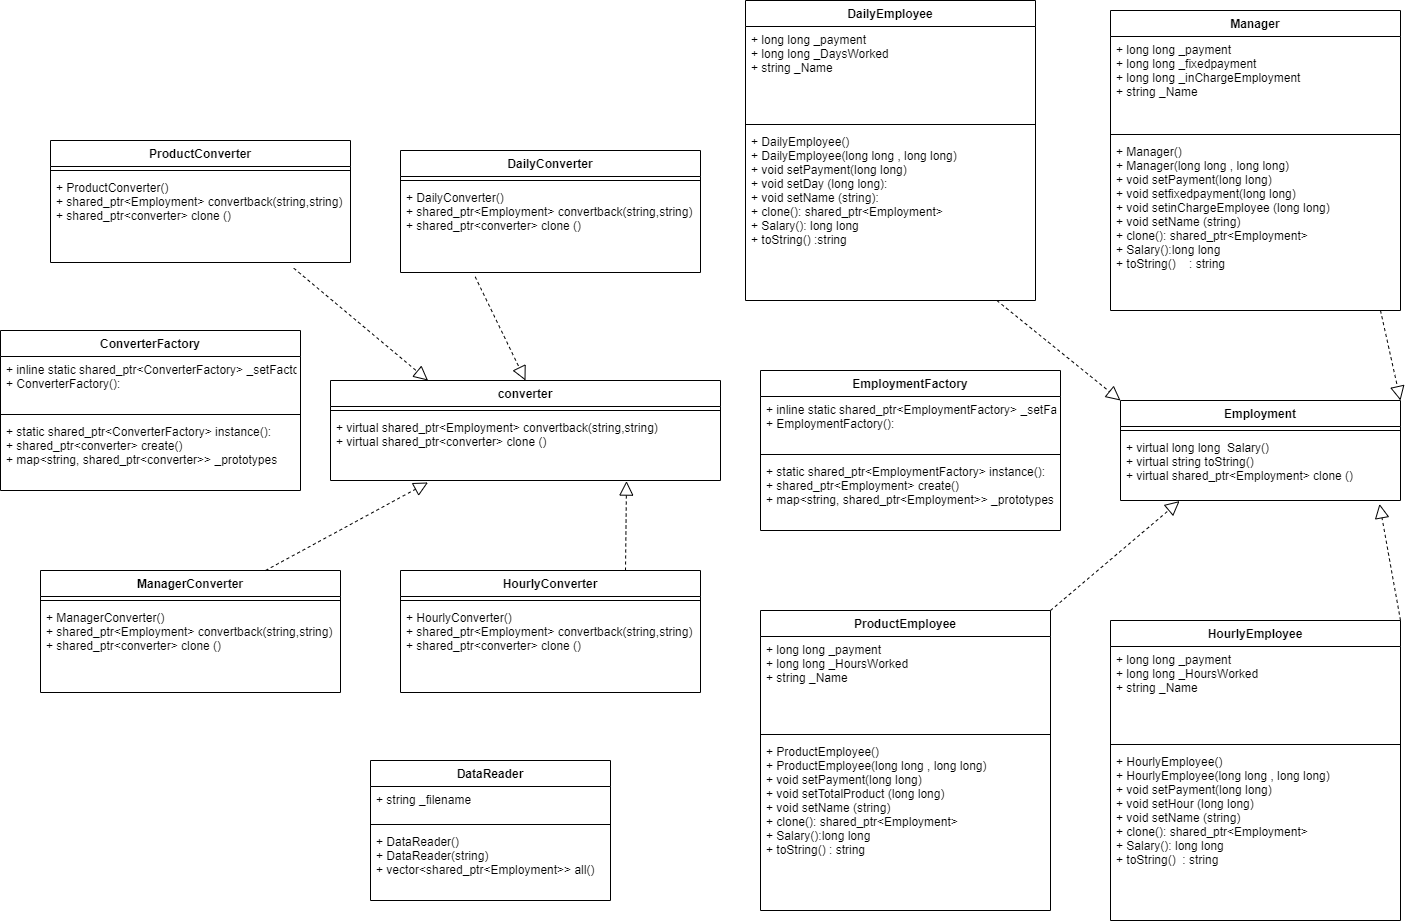 DailyEmployee
+ long long _payment
+ long long _DaysWorked
+ string _Name
+ DailyEmployee()
+ DailyEmployee(long long , long long)
+ void setPayment(long long)
+ void setDay (long long):
+ void setName (string):
+ clone(): shared_ptr<Employment>
+ Salary(): long long
+ toString() :string
Manager
+ long long _payment
+ long long _fixedpayment
+ long long _inChargeEmployment
+ string _Name
+ Manager()
+ Manager(long long , long long)
+ void setPayment(long long)
+ void setfixedpayment(long long)
+ void setinChargeEmployee (long long)
+ void setName (string)
+ clone(): shared_ptr<Employment>
+ Salary():long long
+ toString() : string
ProductConverter
+ ProductConverter()
+ shared_ptr<Employment> convertback(string,string)
+ shared_ptr<converter> clone ()
DailyConverter
+ DailyConverter()
+ shared_ptr<Employment> convertback(string,string)
+ shared_ptr<converter> clone ()
ConverterFactory
+ inline static shared_ptr<ConverterFactory> _setFacto
+ ConverterFactory():
+ static shared_ptr<ConverterFactory> instance():
+ shared_ptr<converter> create()
+ map<string, shared_ptr<converter>> _prototypes
converter
+ virtual shared_ptr<Employment> convertback(string,string)
+ virtual shared_ptr<converter> clone ()
EmploymentFactory
+ inline static shared_ptr<EmploymentFactory> _setFa
+ EmploymentFactory():
+ static shared_ptr<EmploymentFactory> instance():
+ shared_ptr<Employment> create()
+ map<string, shared_ptr<Employment>> _prototypes
Employment
+ virtual long long Salary()
+ virtual string toString()
+ virtual shared_ptr<Employment> clone ()
ManagerConverter
+ ManagerConverter()
+ shared_ptr<Employment> convertback(string,string)
+ shared_ptr<converter> clone ()
HourlyConverter
+ HourlyConverter()
+ shared_ptr<Employment> convertback(string,string)
+ shared_ptr<converter> clone ()
ProductEmployee
+ long long _payment
+ long long _HoursWorked
+ string _Name
+ ProductEmployee()
+ ProductEmployee(long long , long long)
+ void setPayment(long long)
+ void setTotalProduct (long long)
+ void setName (string)
+ clone(): shared_ptr<Employment>
+ Salary():long long
+ toString() : string
HourlyEmployee
+ long long _payment
+ long long _HoursWorked
+ string _Name
+ HourlyEmployee()
+ HourlyEmployee(long long , long long)
+ void setPayment(long long)
+ void setHour (long long)
+ void setName (string)
+ clone(): shared_ptr<Employment>
+ Salary(): long long
+ toString() : string
DataReader
+ string _filename
+ DataReader()
+ DataReader(string)
+ vector<shared_ptr<Employment>> all()